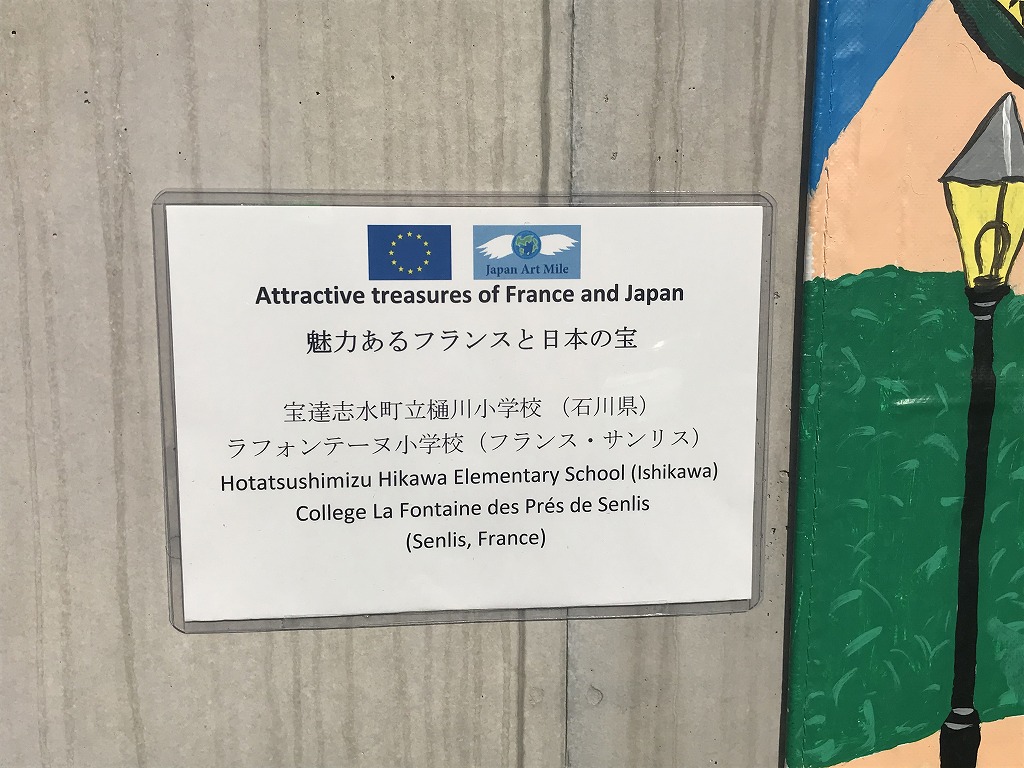 Japan Art Mile
Attractive treasures of France and Japan
魅力あるフランスと日本の宝
宝達志水町立樋川小学校 （石川県）
ラフォンテーヌ小学校（フランス・サンリス）
Hotatsushimizu Hikawa Elementary School (Ishikawa)
College La Fontaine des Prés de Senlis
(Senlis, France)